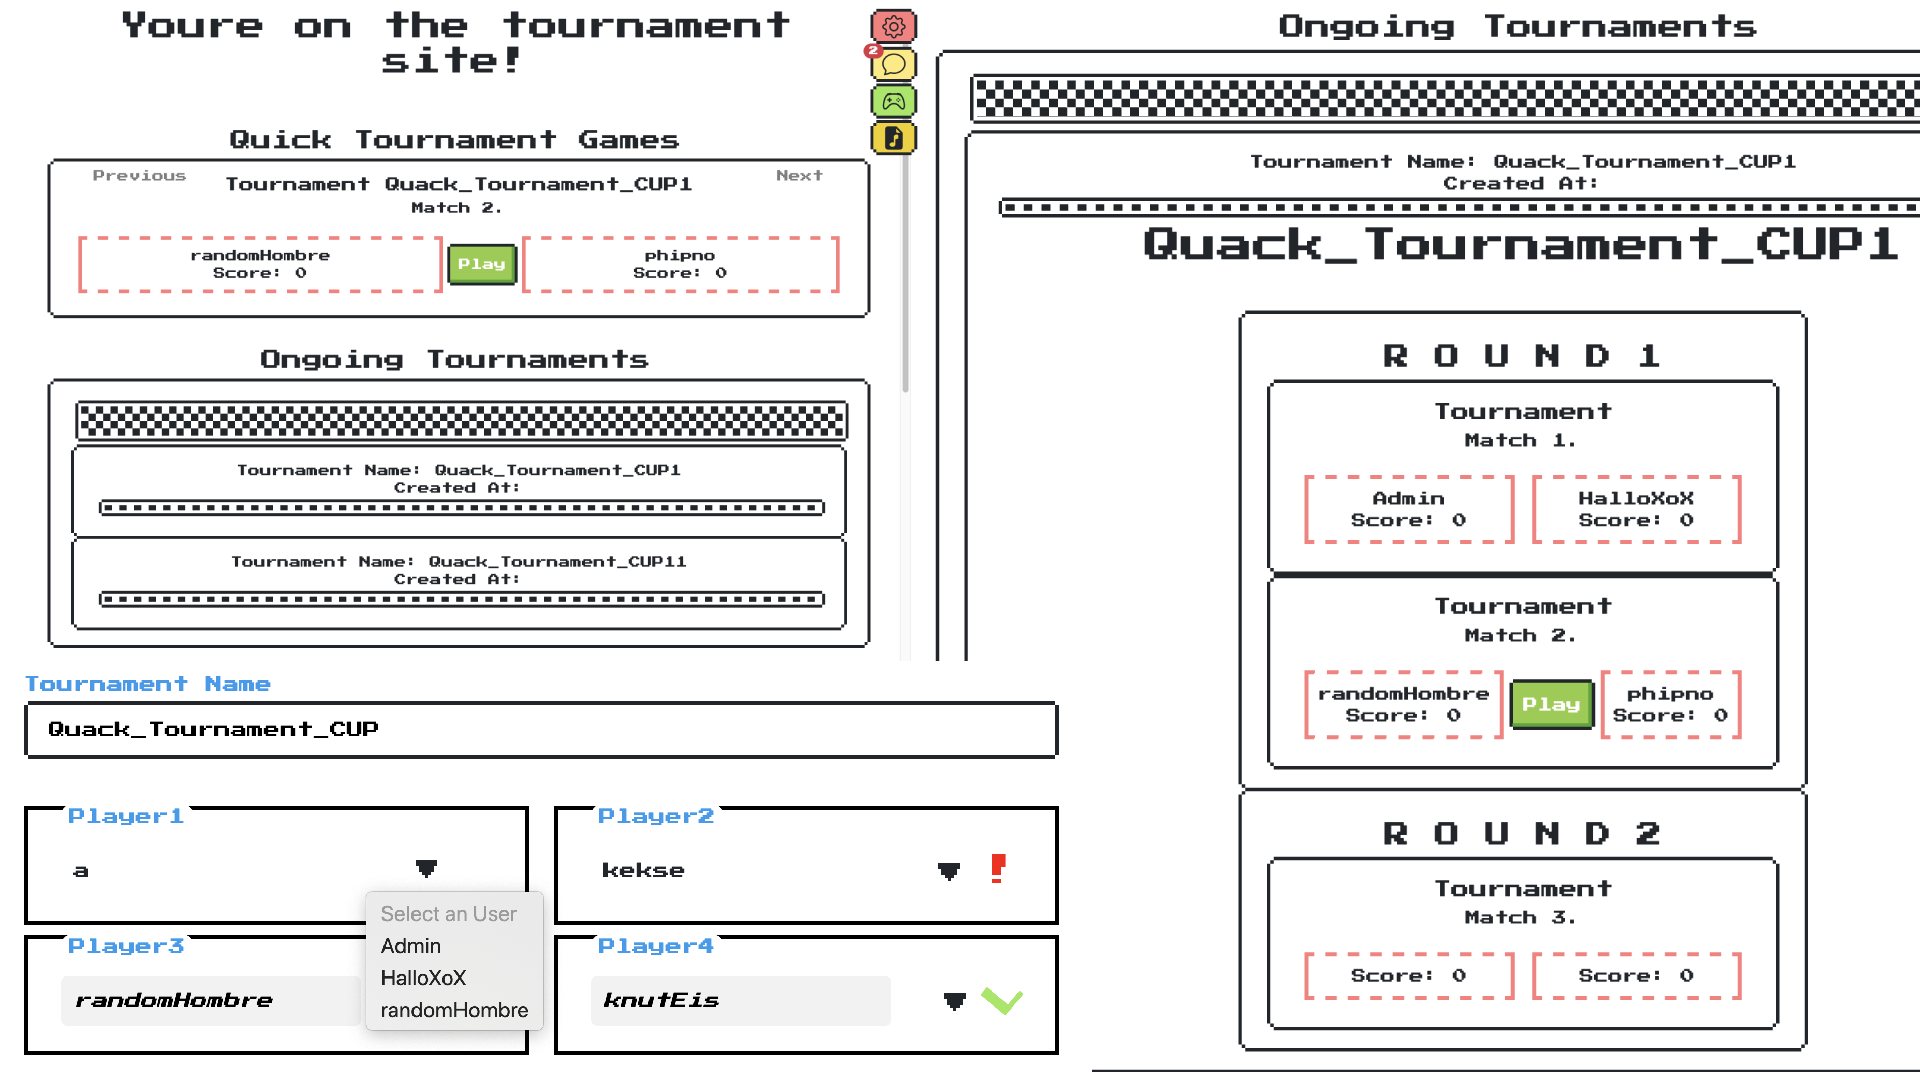 Youre on the tournament
site!
2
Quick Tournament Games
Previous
Next
Tournament Quack_Tournament_CUP1
Match 2.
randomHombre
Score: 0
Play
phipno
Score: 0
Ongoing Tournaments
Tournament Name: Quack_Tournament_CUP1
Created At:
Tournament Name: Quack_Tournament_CUP11
Created At:
Tournament Name
Quack_Tournament_CUP
Player1
a
Player2
kekse
!
Select an User
Admin
HalloXoX
randomHombre
Player3
randomHombre
Player4
knutEis
Ongoing Tournaments
Tournament Name: Quack_Tournament_CUP1
Created At:
Quack_Tournament_CUP1
R O U N D 1
Tournament
Match 1.
Admin
Score: 0
HalloXoX
Score: 0
Tournament
Match 2.
randomHombre
Score: 0
Play
phipno
Score: 0
R O U N D 2
Tournament
Match 3.
Score: 0
Score: 0